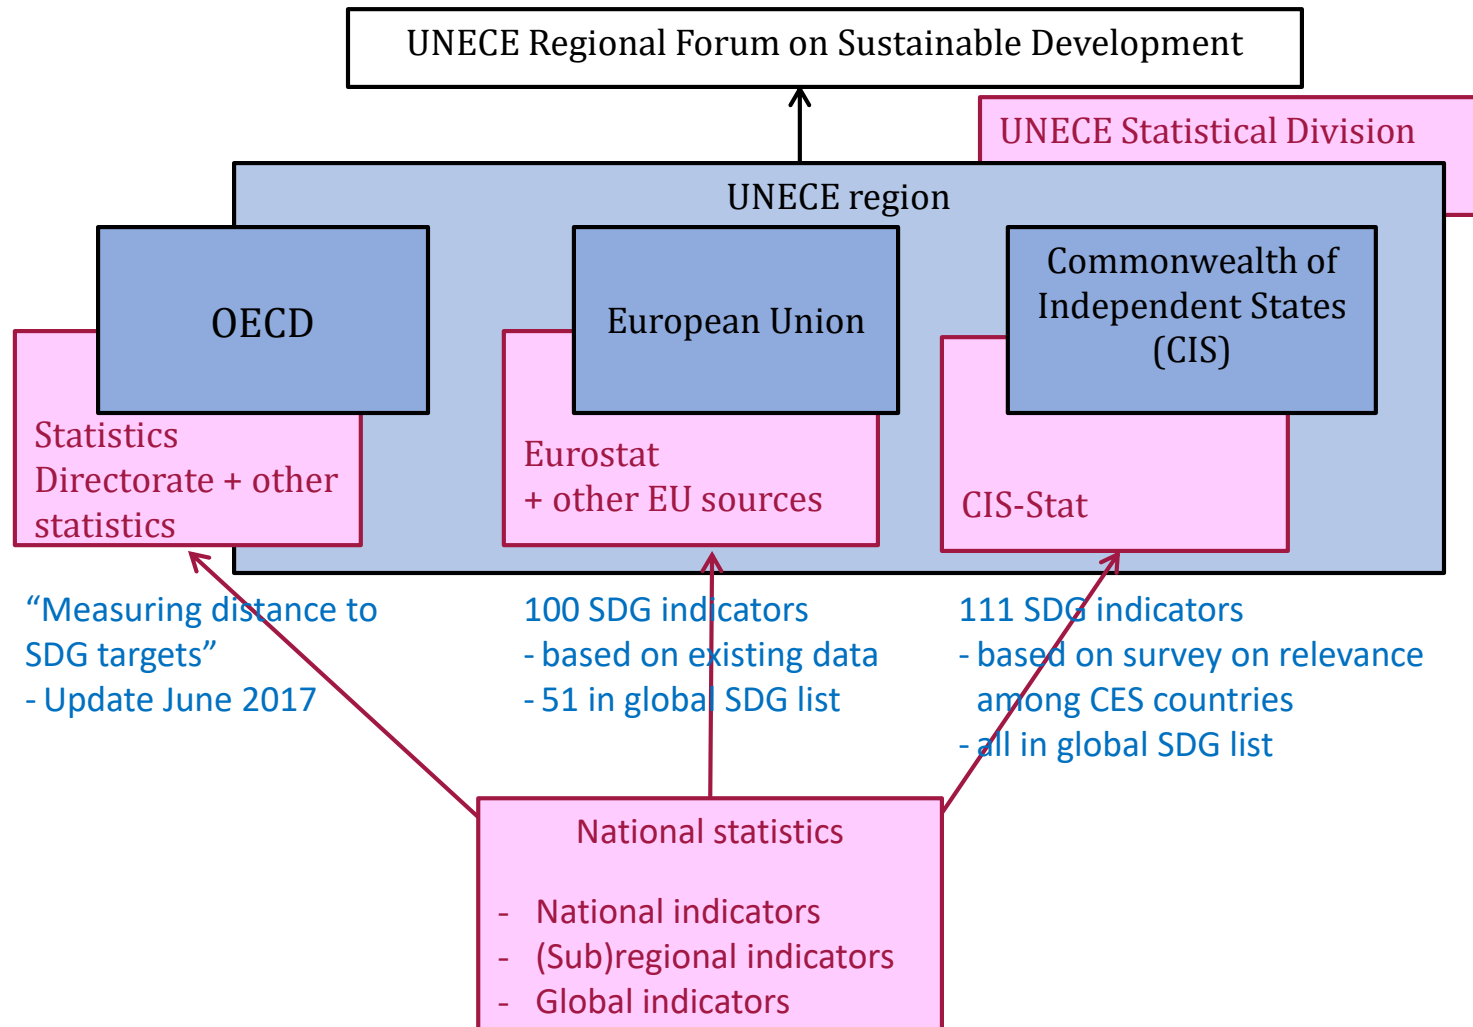 UNECE Regional Forum on Sustainable Development
UNECE Statistical Division
UNECE region
OECD
European Union
Commonwealth of
Independent States
(CIS)
Statistics
Directorate + other
statistics
Eurostat
+ other EU sources
CIS-Stat
“Measuring distance to
SDG targets”
- Update June 2017
100 SDG indicators
- based on existing data
- 51 in global SDG list
111 SDG indicators
- based on survey on relevance
among CES countries
- all in global SDG list
National statistics
- National indicators
- (Sub)regional indicators
- Global indicators